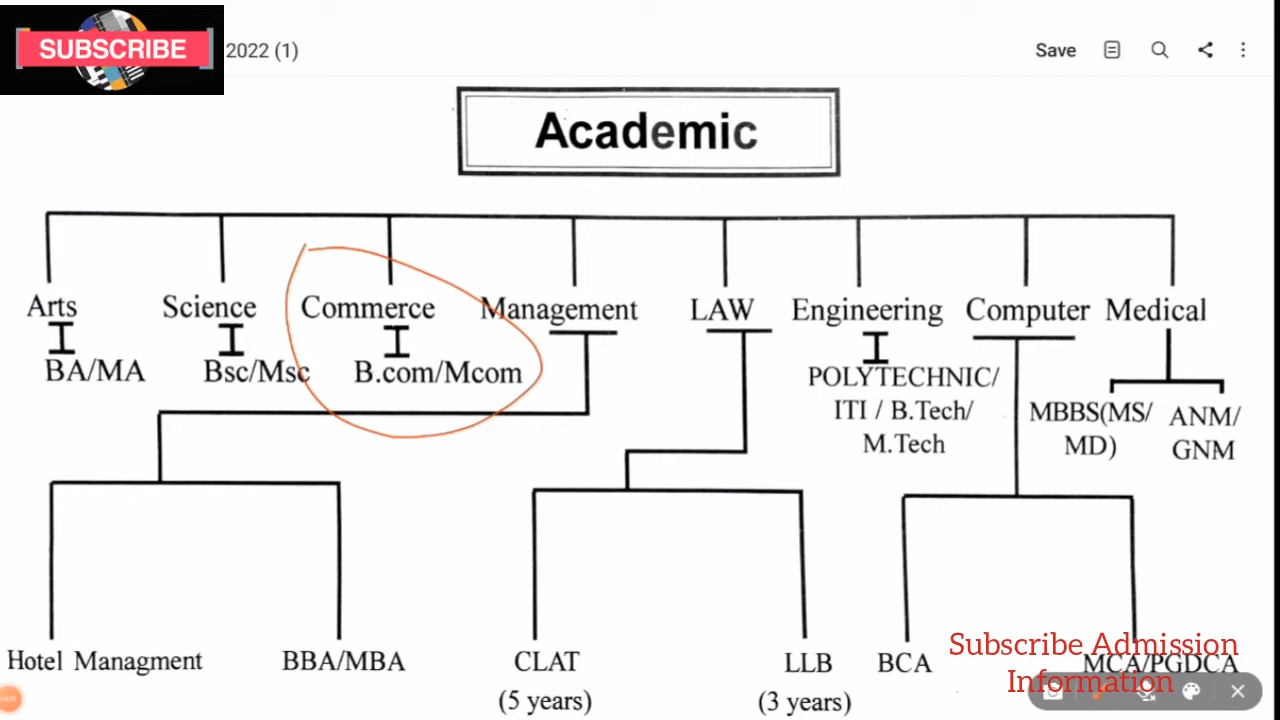 SUBSCRIBE
2022 (1)
Save
Academic
Arts
Science
Commerce
Management
LAW
Engineering
Computer
Medical
BA/MA
Bsc/Msc
B.com/Mcom
POLYTECHNIC/
ITI / B.Tech/
M.Tech
MBBS(MS/
MD)
ANM/
GNM
Hotel Managment
BBA/MBA
CLAT
(5 years)
LLB
(3 years)
BCA
MCA/PGDCA
Subscribe Admission
Information